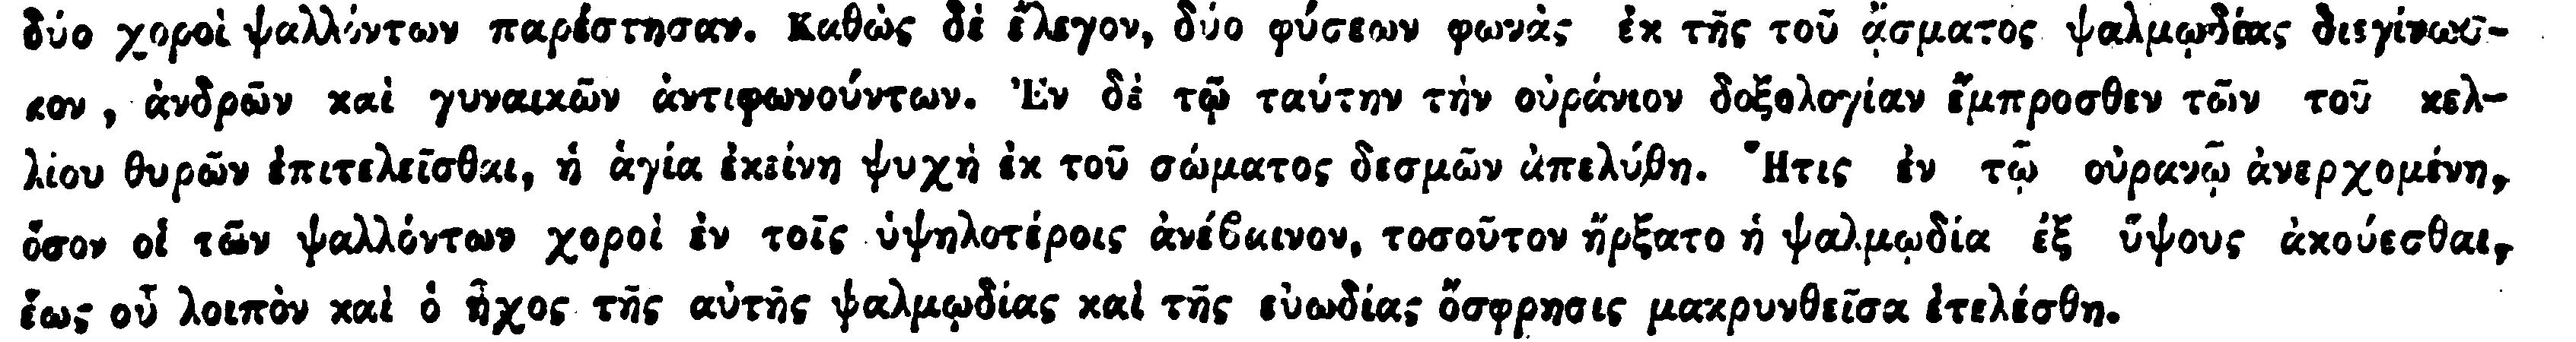 δύο χοροὶ ψαλλόντων παρέστησαν. Καθὼς δὲ ἔλεγον, δύο φύσεων φωνὰς ἐκ τῆς τοῦ ᾄσματος ψαλμῳδίας διεγίνωσ-
κον, ἀνδρῶν καὶ γυναικῶν ἀντιφωνούντων. Ἐν δὲ τῷ ταύτην τὴν οὐράνιον δοξολογίαν ἔμπροσθεν τῶν τοῦ κελ-
λίου θυρῶν ἐπιτελεῖσθαι, ἡ ἁγία ἐκείνη ψυχὴ ἐκ τοῦ σώματος δεσμῶν ἀπελύθη. Ἥτις ἐν τῷ οὐρανῷ ἀνερχομένη,
ὅσον οἱ τῶν ψαλλόντων χοροὶ ἐν τοῖς ὑψηλοτέροις ἀνέβαινον, τοσοῦτον ἤρξατο ἡ ψαλμῳδία ἐξ ὕψους ἀκούεσθαι,
ἕως οὗ λοιπὸν καὶ ὁ ἦχος τῆς αὐτῆς ψαλμῳδίας καὶ τῆς εὐωδίας ὄσφρησις μακρυνθεῖσα ἐτελέσθη.